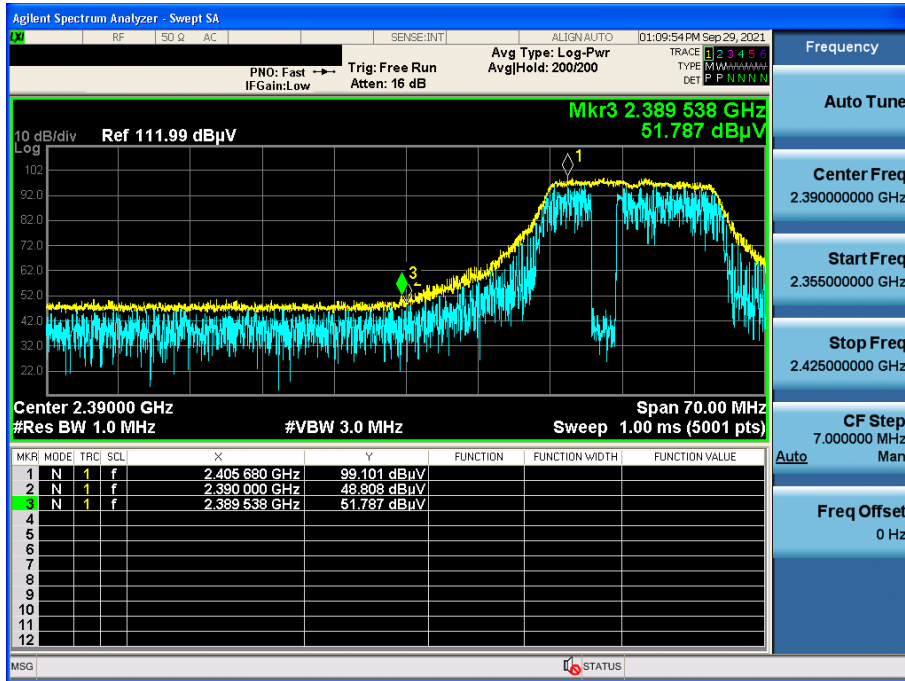 Agilent Spectrum Analyzer - Swept SA
LXI RF 50 Ω AC SENSE:INT ALIGN AUTO 01:09:54 PM Sep 29, 2021
Avg Type: Log-Pwr TRACE 1 2 3 4 5 6
PNO: Fast Trig: Free Run Avg|Hold: 200/200 TYPE M W W W W W
IFGain:Low Atten: 16 dB DET P P N N N N
Mkr3 2.389 538 GHz
51.787 dBµV
10 dB/div Ref 111.99 dBµV
Log
102
92.0
82.0
72.0
62.0
52.0
42.0
32.0
22.0
1
3
2
Center 2.39000 GHz Span 70.00 MHz
#Res BW 1.0 MHz #VBW 3.0 MHz Sweep 1.00 ms (5001 pts)
MKR MODE TRC SCL X Y FUNCTION FUNCTION WIDTH FUNCTION VALUE
1 N 1 f 2.405 680 GHz 99.101 dBµV
2 N 1 f 2.390 000 GHz 48.808 dBµV
3 N 1 f 2.389 538 GHz 51.787 dBµV
4
5
6
7
8
9
10
11
12
MSG STATUS
Frequency
Auto Tune
Center Freq
2.390000000 GHz
Start Freq
2.355000000 GHz
Stop Freq
2.425000000 GHz
CF Step
7.000000 MHz
Auto Man
Freq Offset
0 Hz